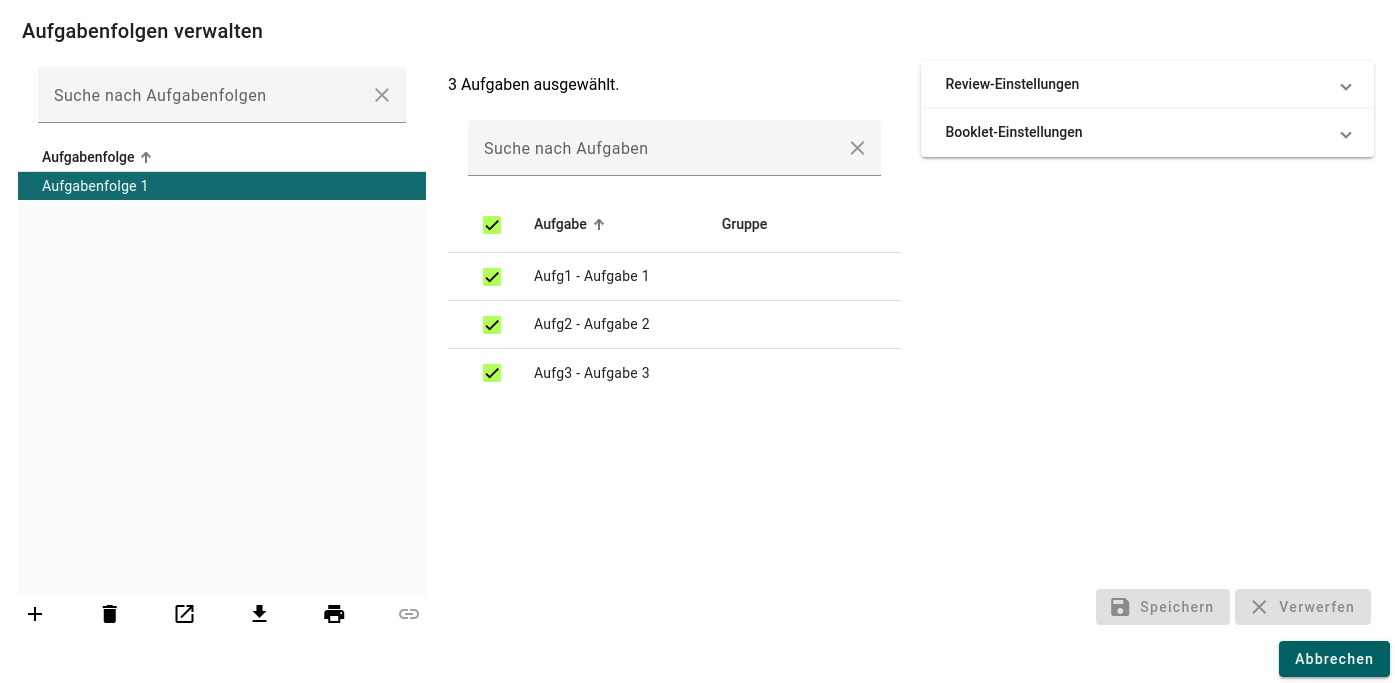 Aufgabenfolgen verwalten
Suche nach Aufgabenfolgen
Aufgabenfolge
Aufgabenfolge 1
3 Aufgaben ausgewählt.
Suche nach Aufgaben
Aufgabe Gruppe
Aufg1 - Aufgabe 1
Aufg2 - Aufgabe 2
Aufg3 - Aufgabe 3
Review-Einstellungen
Booklet-Einstellungen
Speichern Verwerfen
Abbrechen